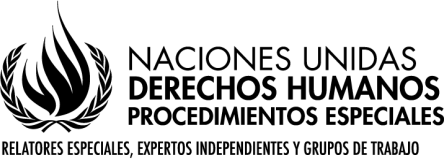 NACIONES UNIDAS
DERECHOS HUMANOS
PROCEDIMIENTOS ESPECIALES
RELATORES ESPECIALES, EXPERTOS INDEPENDIENTES Y GRUPOS DE TRABAJO